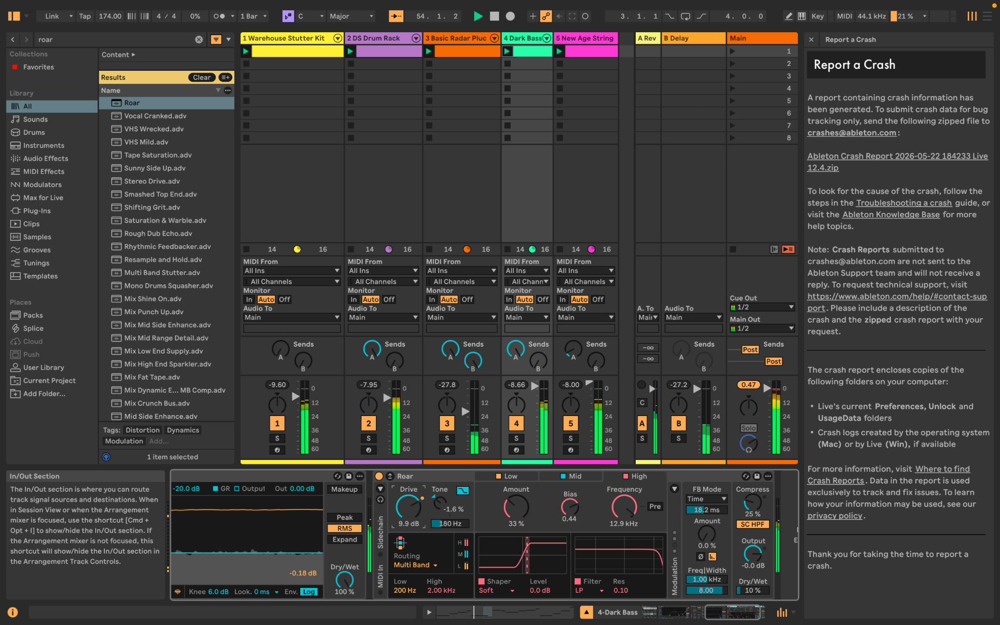 Link Tap 174.00 4 / 4 0% 1 Bar C Major 54. 1. 2 3. 1. 1 4. 0. 0 Key MIDI 44.1 kHz 21 %
roar
Collections
Favorites
Library
All
Sounds
Drums
Instruments
Audio Effects
MIDI Effects
Modulators
Max for Live
Plug-Ins
Clips
Samples
Grooves
Tunings
Templates
Places
Packs
Splice
Cloud
Push
User Library
Current Project
Add Folder...
Content
Results Clear
Name
Roar
Vocal Cranked.adv
VHS Wrecked.adv
VHS Mild.adv
Tape Saturation.adv
Sunny Side Up.adv
Stereo Drive.adv
Smashed Top End.adv
Shifting Grit.adv
Saturation & Warble.adv
Rough Dub Echo.adv
Rhythmic Feedbacker.adv
Resample and Hold.adv
Multi Band Stutter.adv
Mono Drums Squasher.adv
Mix Shine On.adv
Mix Punch Up.adv
Mix Mid Side Enhance.adv
Mix Mid Range Detail.adv
Mix Low End Supply.adv
Mix High End Sparkler.adv
Mix Fat Tape.adv
Mix Dynamic E... MB Comp.adv
Mix Crunch Bus.adv
Mid Side Enhance.adv
Tags: Distortion Dynamics
Modulation Add...
1 item selected
1 Warehouse Stutter Kit 2 DS Drum Rack 3 Basic Radar Pluc 4 Dark Bass 5 New Age String A Rev B Delay Main
1
2
3
4
5
6
7
8
14 16 14 16 14 16 14 16 14 16
MIDI From MIDI From MIDI From MIDI From MIDI From
All Ins All Ins All Ins All Ins All Ins
All Channels All Channels All Channels All Chann All Channels
Monitor Monitor Monitor Monitor Monitor
In Auto Off In Auto Off In Auto Off In Auto Off In Auto Off
Audio To Audio To Audio To Audio To Audio To A. To Audio To
Main Main Main Main Main Main Main
Cue Out
1/2
Main Out
1/2
Sends Sends Sends Sends Sends Sends Sends
A A A A A -∞ A Post
B B B B B -∞ B Post
-9.60 -7.95 -27.8 -8.66 -8.00 -27.2 0.47
0 0 0 0 0 0 0
12 12 12 12 12 C 12 12
24 24 24 24 24 24 24
1 2 3 4 5 A B Solo
36 36 36 36 36 36 36
S S S S S S S
48 48 48 48 48 48 48
60 60 60 60 60 60 60
Report a Crash
Report a Crash
A report containing crash information has
been generated. To submit crash data for bug
tracking only, send the following zipped file to
crashes@ableton.com:
Ableton Crash Report 2026-05-22 184233 Live
12.4.zip
To look for the cause of the crash, follow the
steps in the Troubleshooting a crash guide, or
visit the Ableton Knowledge Base for more
help topics.
Note: Crash Reports submitted to
crashes@ableton.com are not sent to the
Ableton Support team and will not receive a
reply. To request technical support, visit
https://www.ableton.com/help/#contact-sup
port. Please include a description of the
crash and the zipped crash report with your
request.
The crash report encloses copies of the
following folders on your computer:
▪ Live's current Preferences, Unlock and
UsageData folders
▪ Crash logs created by the operating system
(Mac) or by Live (Win), if available
For more information, visit Where to find
Crash Reports. Data in the report is used
exclusively to track and fix issues. To learn
how your information may be used, see our
privacy policy.
Thank you for taking the time to report a
crash.
In/Out Section
The In/Out section is where you can route
track signal sources and destinations. When
in Session View or when the Arrangement
mixer is focused, use the shortcut [Cmd +
Opt + I] to show/hide the In/Out section. If
the Arrangement mixer is not focused, this
shortcut will show/hide the In/Out section in
the Arrangement Track Controls.
-20.0 dB GR Output Out 0.00 dB
-0.18 dB
Knee 6.0 dB Look. 0 ms Env. Log
Makeup
Peak
RMS
Expand
Dry/Wet
100 %
Roar Low Mid High
Sidechain
MIDI In
Drive Tone
-1.6 %
9.9 dB 180 Hz
Amount Bias Frequency
Pre
33 % 0.44 12.9 kHz
Routing
Multi Band
H
M
L
Low High
200 Hz 2.00 kHz
Shaper Level
Soft 0.0 dB
Filter Res
LP 0.10
Modulation
FB Mode
Time
18.2 ms
Amount
0.0 %
Ø
Freq|Width
1.00 kHz
8.00
Compress
25 %
SC HPF
Output
-0.0 dB
Dry/Wet
10 %
4-Dark Bass